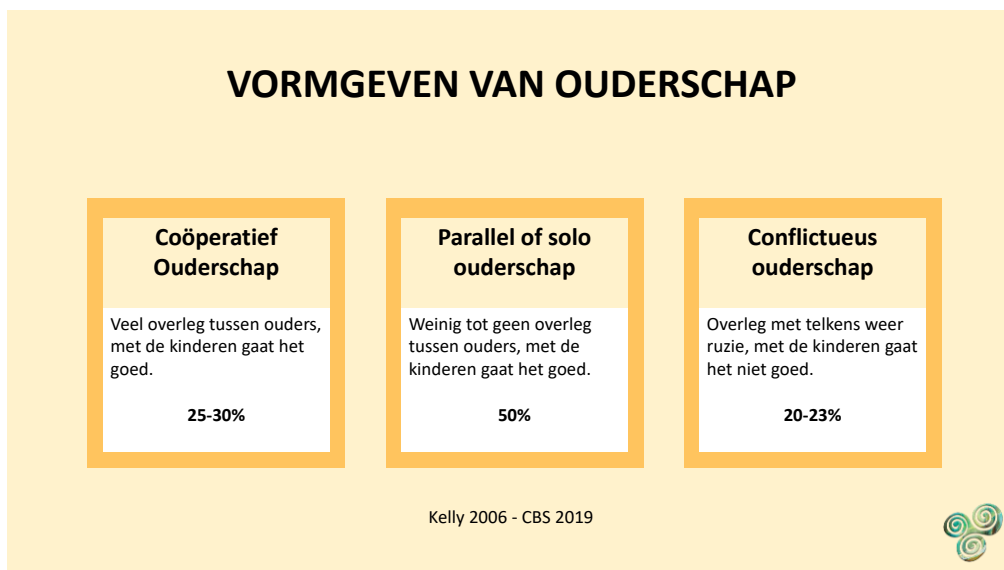 VORMGEVEN VAN OUDERSCHAP
Coöperatief
Ouderschap
Veel overleg tussen ouders,
met de kinderen gaat het
goed.
25-30%
Parallel of solo
ouderschap
Weinig tot geen overleg
tussen ouders, met de
kinderen gaat het goed.
50%
Conflictueus
ouderschap
Overleg met telkens weer
ruzie, met de kinderen gaat
het niet goed.
20-23%
Kelly 2006 - CBS 2019